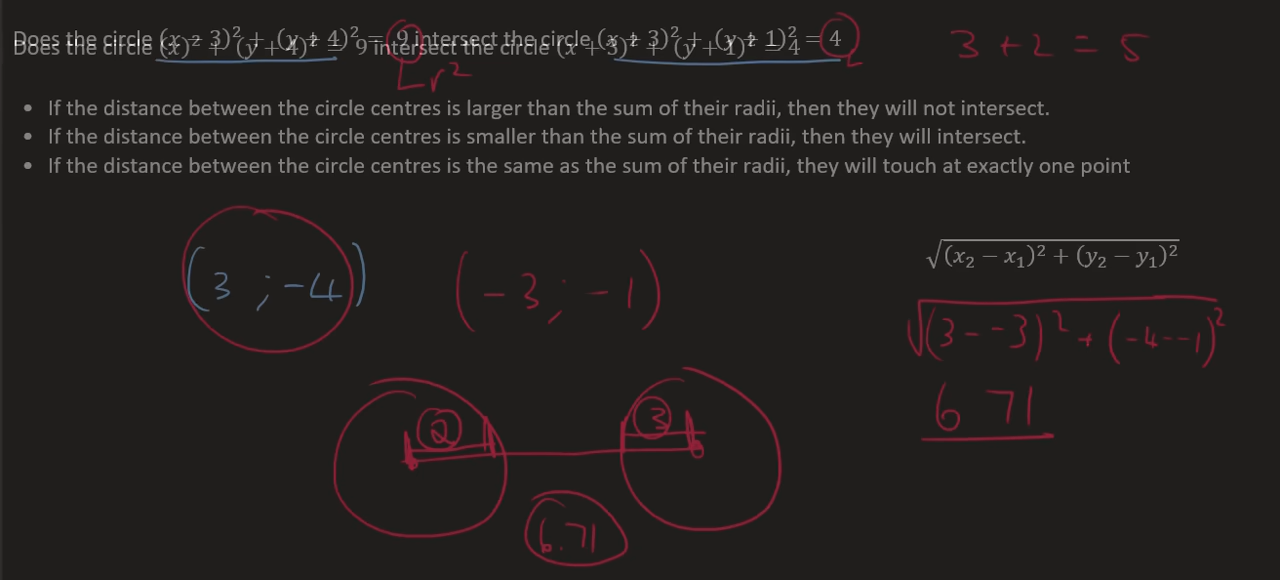 Does the circle (x − 3)² + (y + 4)² = 9 intersect the circle (x + 3)² + (y + 1)² = 4
3 + 2 = 5
r²
• If the distance between the circle centres is larger than the sum of their radii, then they will not intersect.
• If the distance between the circle centres is smaller than the sum of their radii, then they will intersect.
• If the distance between the circle centres is the same as the sum of their radii, they will touch at exactly one point
(3 ; −4) (−3 ; −1)
√(x₂ − x₁)² + (y₂ − y₁)²
√(3 − −3)² + (−4 − −1)²
6 71
2 3
6.71